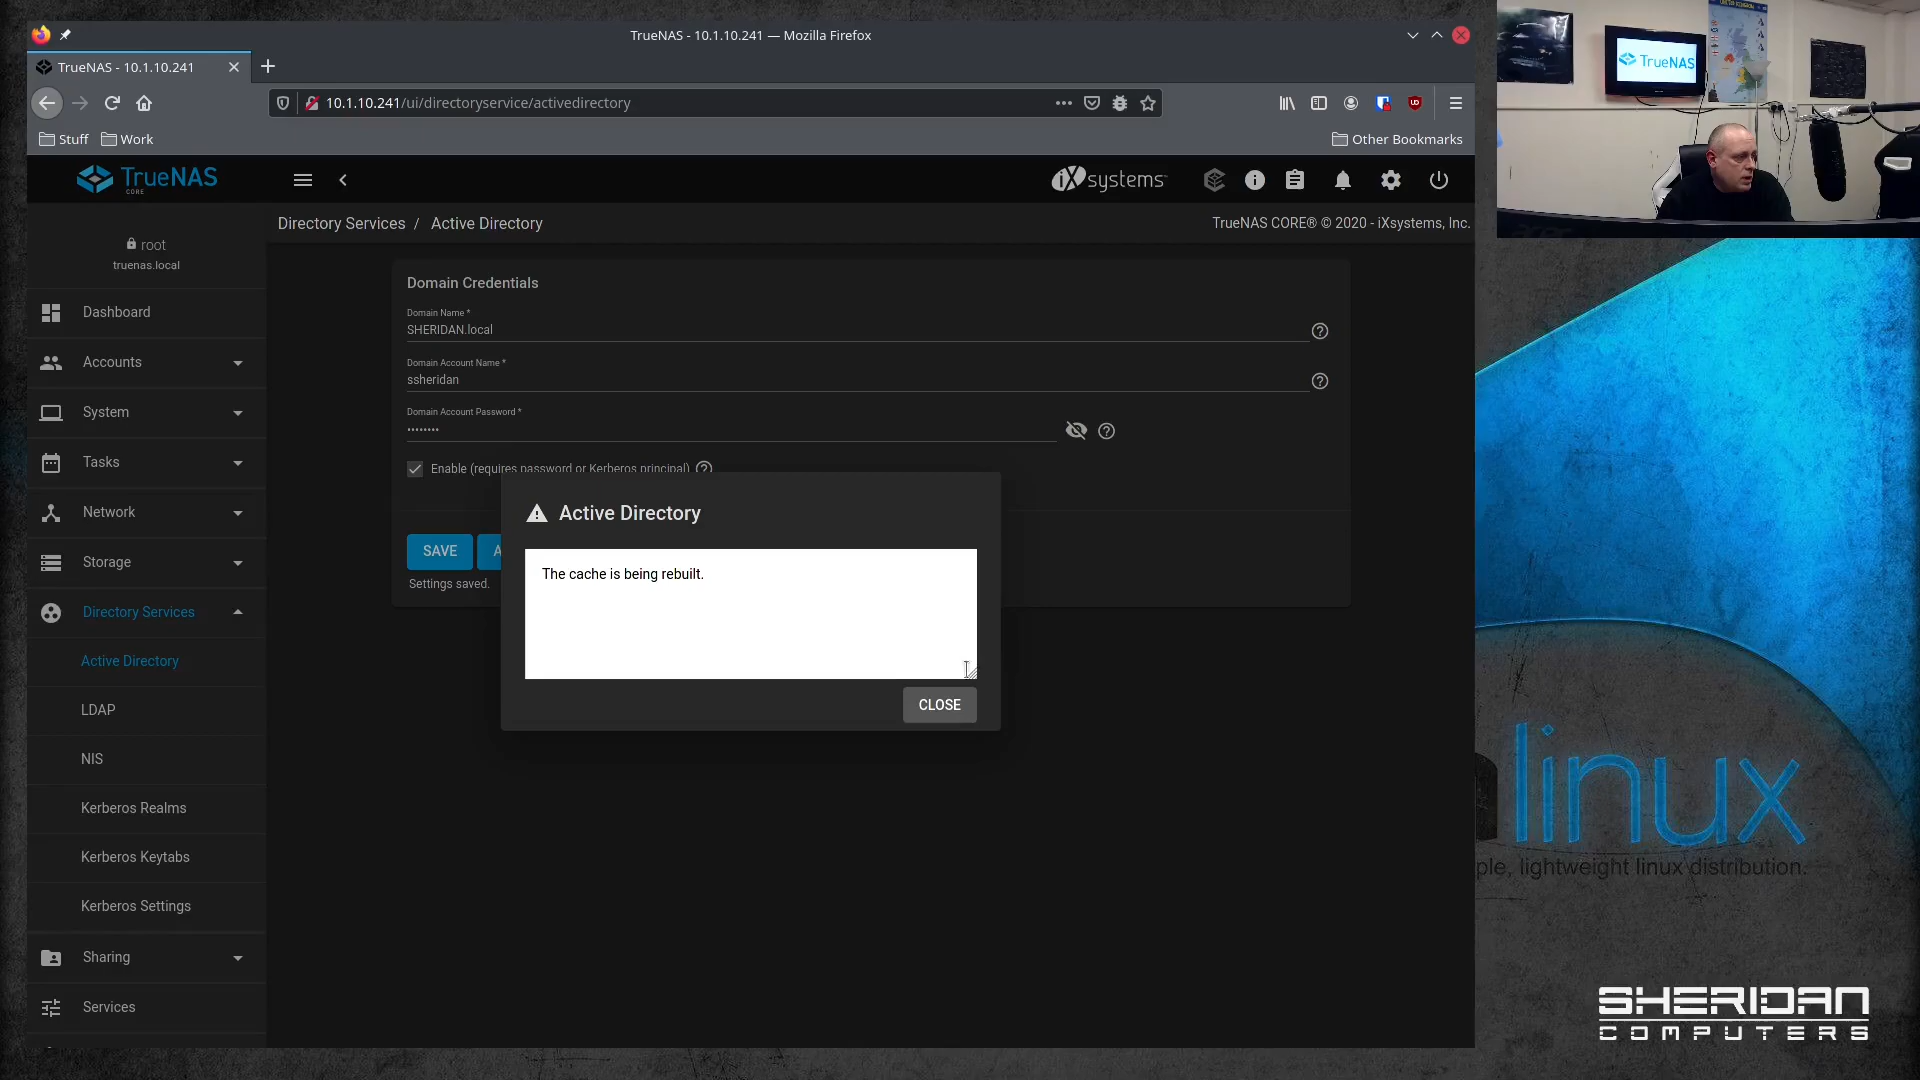 TrueNAS - 10.1.10.241 — Mozilla Firefox
TrueNAS - 10.1.10.241
10.1.10.241/ui/directoryservice/activedirectory
Stuff
Work
Other Bookmarks
TrueNAS
CORE
iXsystems
Directory Services / Active Directory
TrueNAS CORE® © 2020 - iXsystems, Inc.
root
truenas.local
Dashboard
Accounts
System
Tasks
Network
Storage
Directory Services
Active Directory
LDAP
NIS
Kerberos Realms
Kerberos Keytabs
Kerberos Settings
Sharing
Services
Domain Credentials
Domain Name *
SHERIDAN.local
Domain Account Name *
ssheridan
Domain Account Password *
••••••••
Enable (requires password or Kerberos principal)
SAVE
A
Settings saved.
Active Directory
The cache is being rebuilt.
CLOSE
TrueNAS
linux
ple, lightweight linux distribution.
SHERIDAN
COMPUTERS